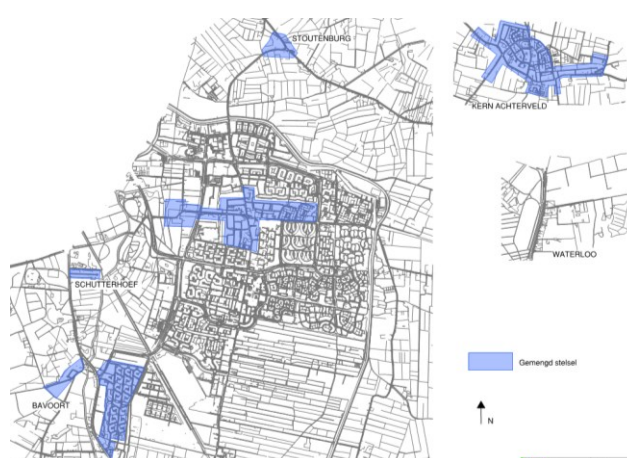 STOUTENBURG
KERN ACHTERVELD
WATERLOO
SCHUTTERHOEF
Gemengd stelsel
BAVOORT
N